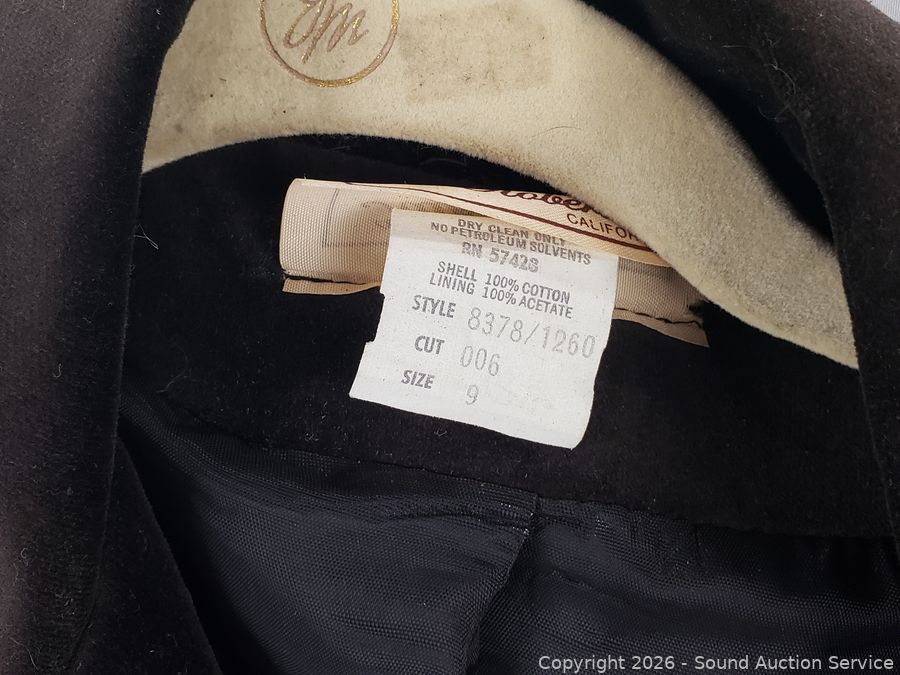 JM
CALIFOR
DRY CLEAN ONLY
NO PETROLEUM SOLVENTS
RN 57428
SHELL 100% COTTON
LINING 100% ACETATE
STYLE 8378/1260
CUT 006
SIZE 9
Copyright 2026 - Sound Auction Service